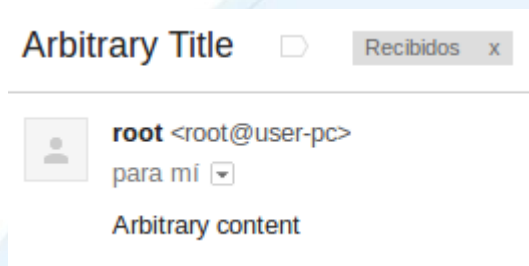 Arbitrary Title Recibidos x
root <root@user-pc>
para mí
Arbitrary content